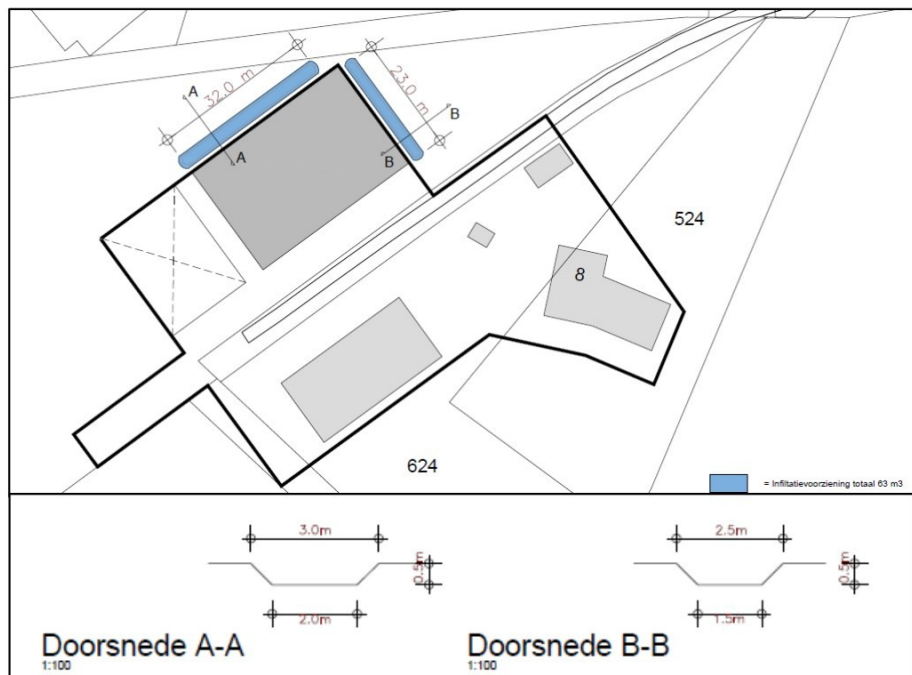 32.0 m
23.0 m
A
A
B
B
524
8
624
= Infiltatievorziening totaal 63 m3
3.0m
0.5m
2.0m
Doorsnede A-A
1:100
2.5m
0.5m
1.5m
Doorsnede B-B
1:100